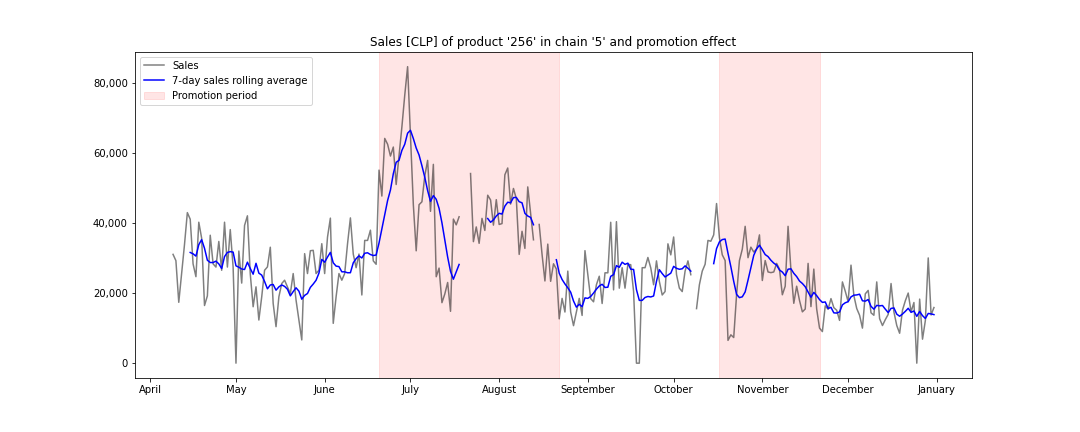 Sales [CLP] of product '256' in chain '5' and promotion effect
Sales
7-day sales rolling average
Promotion period
80,000
60,000
40,000
20,000
0
April May June July August September October November December January